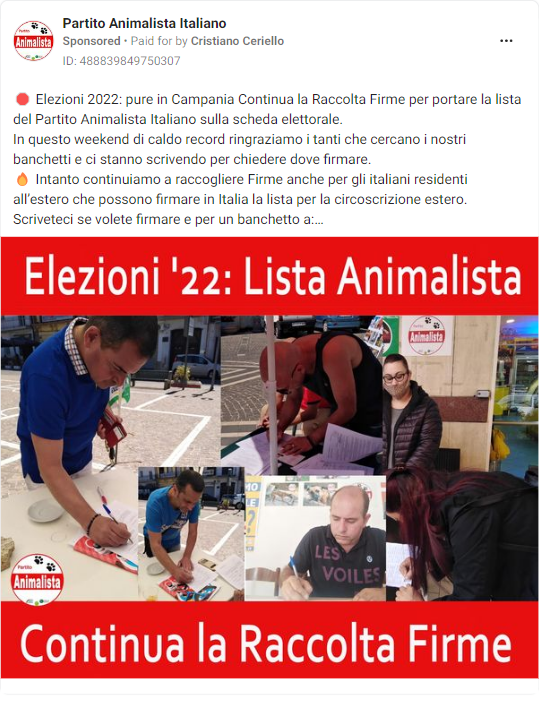 Partito Animalista Italiano
Sponsored • Paid for by Cristiano Ceriello
ID: 488839849750307
🛑 Elezioni 2022: pure in Campania Continua la Raccolta Firme per portare la lista
del Partito Animalista Italiano sulla scheda elettorale.
In questo weekend di caldo record ringraziamo i tanti che cercano i nostri
banchetti e ci stanno scrivendo per chiedere dove firmare.
🔥 Intanto continuiamo a raccogliere Firme anche per gli italiani residenti
all'estero che possono firmare in Italia la lista per la circoscrizione estero.
Scriveteci se volete firmare e per un banchetto a:...
Elezioni '22: Lista Animalista
Partito
Animalista
LES
VOILES
Partito
Animalista
Continua la Raccolta Firme